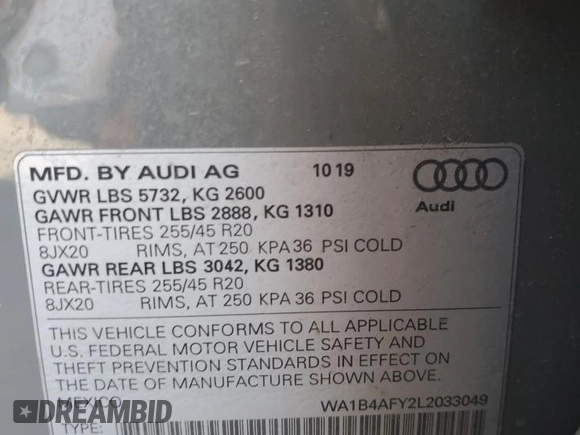 MFD. BY AUDI AG 10 19
GVWR LBS 5732, KG 2600
GAWR FRONT LBS 2888, KG 1310
FRONT-TIRES 255/45 R20
8JX20 RIMS, AT 250 KPA 36 PSI COLD
GAWR REAR LBS 3042, KG 1380
REAR-TIRES 255/45 R20
8JX20 RIMS, AT 250 KPA 36 PSI COLD
Audi
THIS VEHICLE CONFORMS TO ALL APPLICABLE
U.S. FEDERAL MOTOR VEHICLE SAFETY AND
THEFT PREVENTION STANDARDS IN EFFECT ON
THE DATE OF MANUFACTURE SHOWN ABOVE.
MEXICO WA1B4AFY2L2033049
TYPE:
DREAMBID